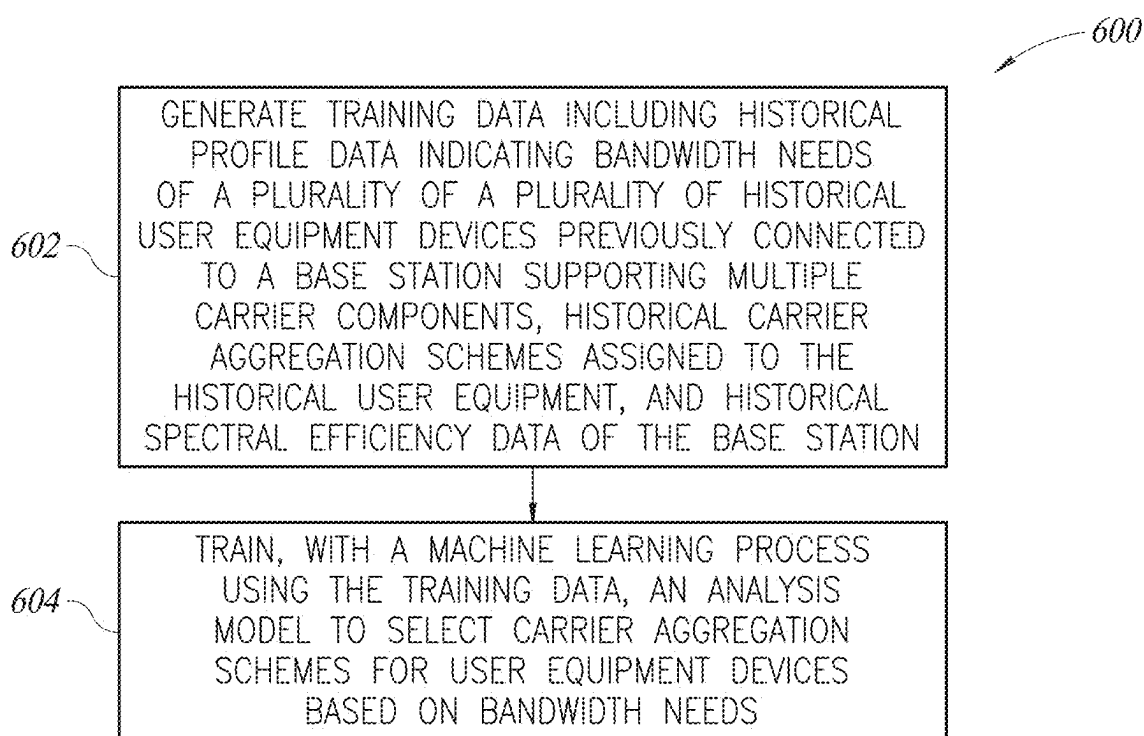 600
602
GENERATE TRAINING DATA INCLUDING HISTORICAL
PROFILE DATA INDICATING BANDWIDTH NEEDS
OF A PLURALITY OF A PLURALITY OF HISTORICAL
USER EQUIPMENT DEVICES PREVIOUSLY CONNECTED
TO A BASE STATION SUPPORTING MULTIPLE
CARRIER COMPONENTS, HISTORICAL CARRIER
AGGREGATION SCHEMES ASSIGNED TO THE
HISTORICAL USER EQUIPMENT, AND HISTORICAL
SPECTRAL EFFICIENCY DATA OF THE BASE STATION
604
TRAIN, WITH A MACHINE LEARNING PROCESS
USING THE TRAINING DATA, AN ANALYSIS
MODEL TO SELECT CARRIER AGGREGATION
SCHEMES FOR USER EQUIPMENT DEVICES
BASED ON BANDWIDTH NEEDS